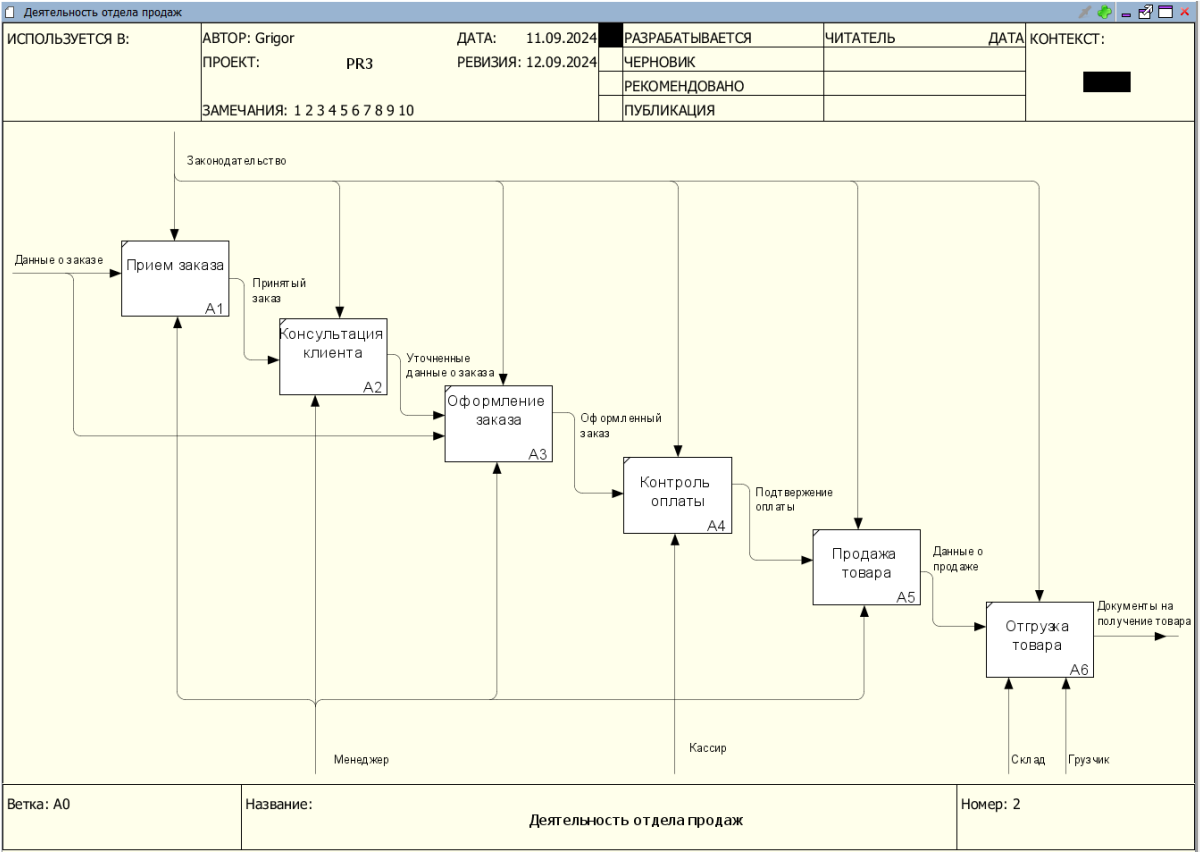 Деятельность отдела продаж
ИСПОЛЬЗУЕТСЯ В:
АВТОР: Grigor
ДАТА: 11.09.2024
ПРОЕКТ: PR3
РЕВИЗИЯ: 12.09.2024
ЗАМЕЧАНИЯ: 1 2 3 4 5 6 7 8 9 10
РАЗРАБАТЫВАЕТСЯ
ЧЕРНОВИК
РЕКОМЕНДОВАНО
ПУБЛИКАЦИЯ
ЧИТАТЕЛЬ
ДАТА
КОНТЕКСТ:
Законодательство
Данные о заказе
Прием заказа
A1
Принятый
заказ
Консультация
клиента
A2
Уточненные
данные о заказа
Оформление
заказа
A3
Оформленный
заказ
Контроль
оплаты
A4
Подтвержение
оплаты
Продажа
товара
A5
Данные о
продаже
Отгрузка
товара
A6
Документы на
получение товара
Менеджер
Кассир
Склад
Грузчик
Ветка: A0
Название:
Деятельность отдела продаж
Номер: 2